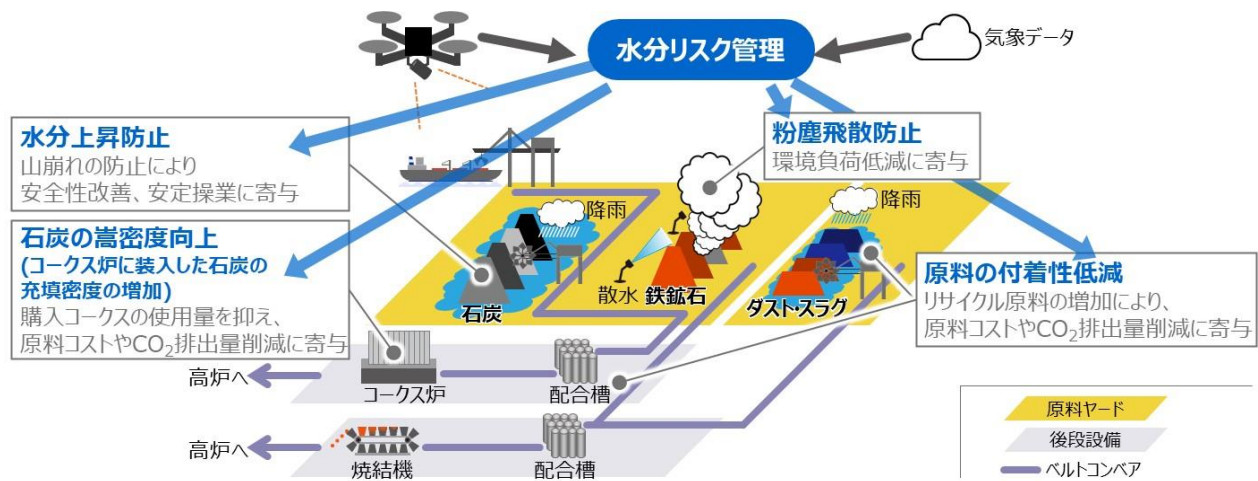 水分リスク管理
気象データ
水分上昇防止
山崩れの防止により
安全性改善、安定操業に寄与
粉塵飛散防止
環境負荷低減に寄与
石炭の嵩密度向上
(コークス炉に装入した石炭の
充填密度の増加)
購入コークスの使用量を抑え、
原料コストやCO₂排出量削減に寄与
降雨
降雨
石炭
散水
鉄鉱石
ダスト・スラグ
原料の付着性低減
リサイクル原料の増加により、
原料コストやCO₂排出量削減に寄与
高炉へ
コークス炉
配合槽
高炉へ
焼結機
配合槽
原料ヤード
後段設備
ベルトコンベア